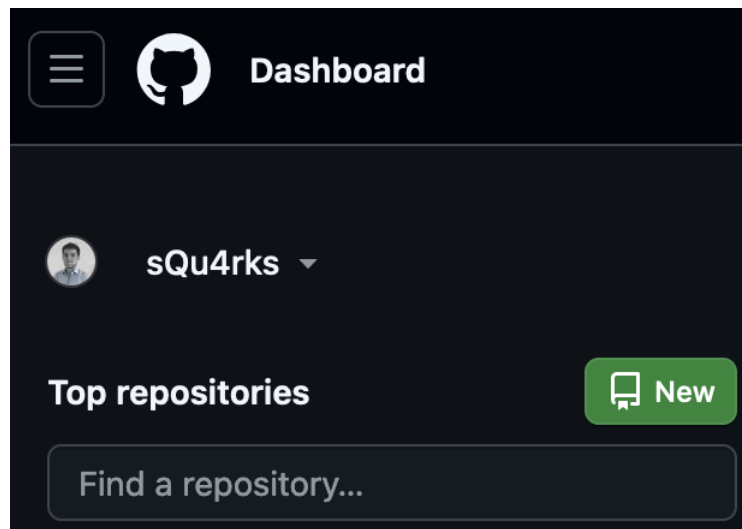 Dashboard
sQu4rks
Top repositories
New
Find a repository...